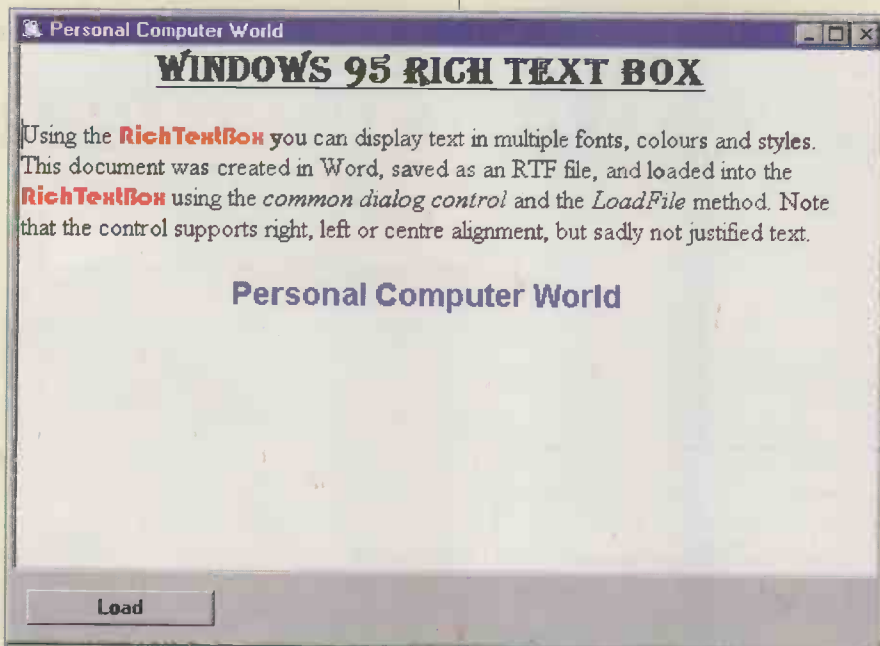 Personal Computer World
WINDOWS 95 RICH TEXT BOX
Using the RichTextBox you can display text in multiple fonts, colours and styles.
This document was created in Word, saved as an RTF file, and loaded into the
RichTextBox using the common dialog control and the LoadFile method. Note
that the control supports right, left or centre alignment, but sadly not justified text.
Personal Computer World
Load